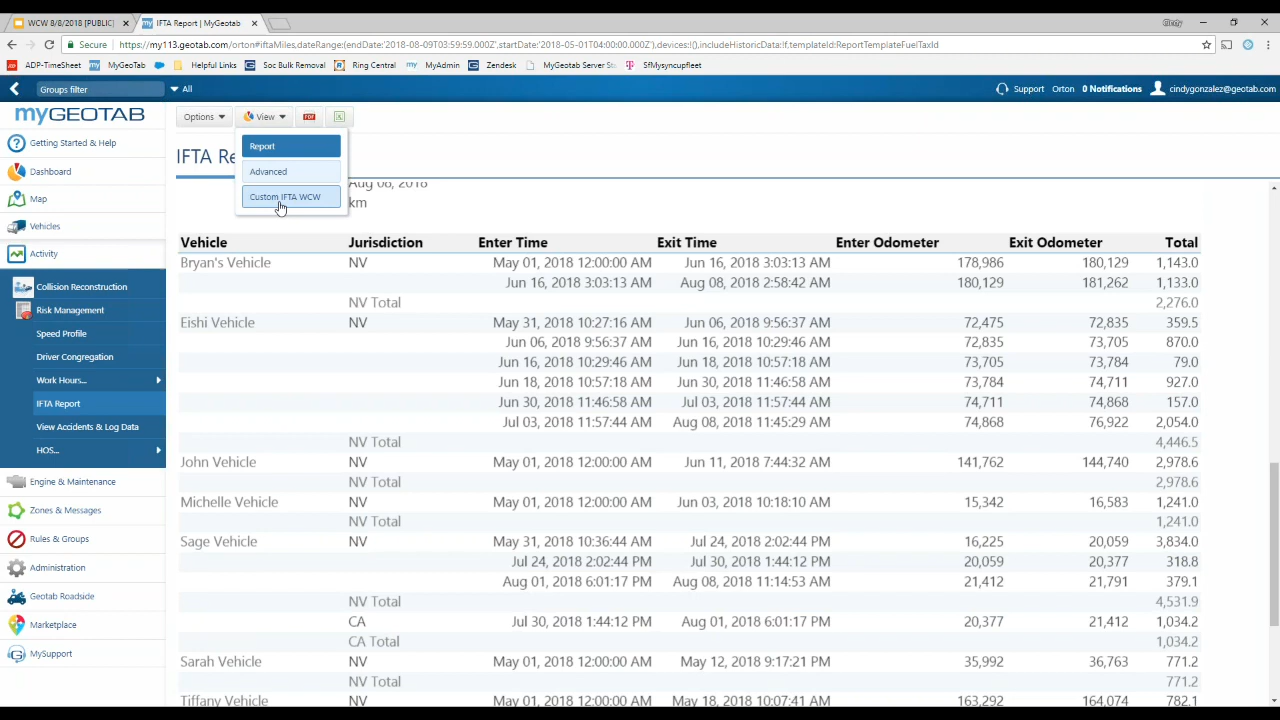 WCW 8/8/2018 [PUBLIC]
IFTA Report | MyGeotab
Cindy
Secure
https://my113.geotab.com/orton#iftaMiles,dateRange:(endDate:'2018-08-09T03:59:59.000Z',startDate:'2018-05-01T04:00:00.000Z'),devices:!(),includeHistoricData:!f,templateId:ReportTemplateFuelTaxId
ADP-TimeSheet MyGeoTab Helpful Links Soc Bulk Removal Ring Central MyAdmin Zendesk MyGeotab Server St SfMysyncupfleet
Groups filter All Support Orton 0 Notifications cindygonzalez@geotab.com
myGEOTAB
Getting Started & Help
Dashboard
Map
Vehicles
Activity
Collision Reconstruction
Risk Management
Speed Profile
Driver Congregation
Work Hours...
IFTA Report
View Accidents & Log Data
HOS...
Engine & Maintenance
Zones & Messages
Rules & Groups
Administration
Geotab Roadside
Marketplace
MySupport
Options View PDF
Report
Advanced
Custom IFTA WCW
IFTA Re
Aug 08, 2018
km
Vehicle Jurisdiction Enter Time Exit Time Enter Odometer Exit Odometer Total
Bryan's Vehicle NV May 01, 2018 12:00:00 AM Jun 16, 2018 3:03:13 AM 178,986 180,129 1,143.0
Jun 16, 2018 3:03:13 AM Aug 08, 2018 2:58:42 AM 180,129 181,262 1,133.0
NV Total 2,276.0
Eishi Vehicle NV May 31, 2018 10:27:16 AM Jun 06, 2018 9:56:37 AM 72,475 72,835 359.5
Jun 06, 2018 9:56:37 AM Jun 16, 2018 10:29:46 AM 72,835 73,705 870.0
Jun 16, 2018 10:29:46 AM Jun 18, 2018 10:57:18 AM 73,705 73,784 79.0
Jun 18, 2018 10:57:18 AM Jun 30, 2018 11:46:58 AM 73,784 74,711 927.0
Jun 30, 2018 11:46:58 AM Jul 03, 2018 11:57:44 AM 74,711 74,868 157.0
Jul 03, 2018 11:57:44 AM Aug 08, 2018 11:45:29 AM 74,868 76,922 2,054.0
NV Total 4,446.5
John Vehicle NV May 01, 2018 12:00:00 AM Jun 11, 2018 7:44:32 AM 141,762 144,740 2,978.6
NV Total 2,978.6
Michelle Vehicle NV May 01, 2018 12:00:00 AM Jun 03, 2018 10:18:10 AM 15,342 16,583 1,241.0
NV Total 1,241.0
Sage Vehicle NV May 31, 2018 10:36:44 AM Jul 24, 2018 2:02:44 PM 16,225 20,059 3,834.0
Jul 24, 2018 2:02:44 PM Jul 30, 2018 1:44:12 PM 20,059 20,377 318.8
Aug 01, 2018 6:01:17 PM Aug 08, 2018 11:14:53 AM 21,412 21,791 379.1
NV Total 4,531.9
CA Jul 30, 2018 1:44:12 PM Aug 01, 2018 6:01:17 PM 20,377 21,412 1,034.2
CA Total 1,034.2
Sarah Vehicle NV May 01, 2018 12:00:00 AM May 12, 2018 9:17:21 PM 35,992 36,763 771.2
NV Total 771.2
Tiffany Vehicle NV May 01, 2018 12:00:00 AM May 18, 2018 10:07:41 AM 163,292 164,074 782.1